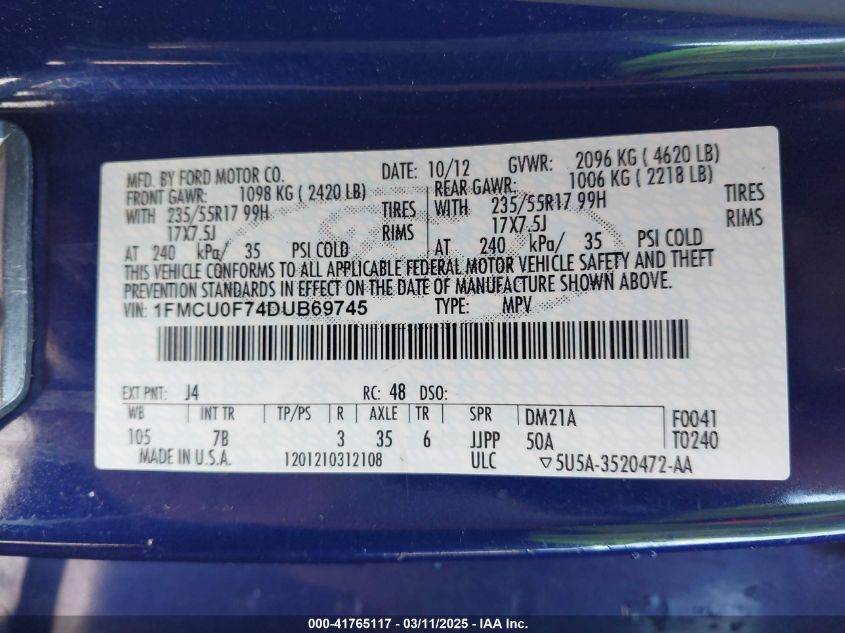 MFD. BY FORD MOTOR CO. DATE: 10/12 GVWR: 2096 KG ( 4620 LB)
FRONT GAWR: 1098 KG ( 2420 LB) REAR GAWR: 1006 KG ( 2218 LB)
WITH 235/55R17 99H TIRES WITH 235/55R17 99H TIRES
17X7.5J RIMS 17X7.5J RIMS
AT 240 kPa/ 35 PSI COLD AT 240 kPa/ 35 PSI COLD
THIS VEHICLE CONFORMS TO ALL APPLICABLE FEDERAL MOTOR VEHICLE SAFETY AND THEFT
PREVENTION STANDARDS IN EFFECT ON THE DATE OF MANUFACTURE SHOWN ABOVE.
VIN: 1FMCU0F74DUB69745 TYPE: MPV
EXT PNT: J4 RC: 48 DSO:
WB INT TR TP/PS R AXLE TR SPR DM21A F0041
105 7B 3 35 6 JJPP 50A T0240
MADE IN U.S.A. 1201210312108 ULC ▽5U5A-3520472-AA
000-41765117 — 03/11/2025 — IAA Inc.